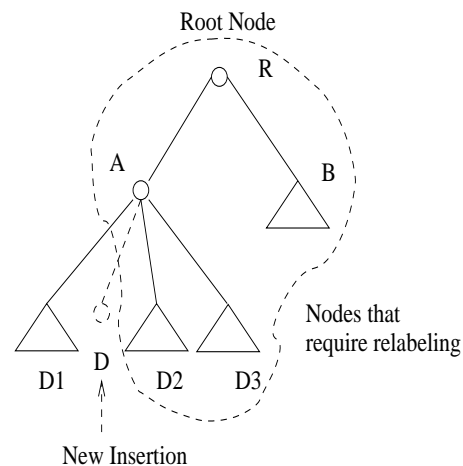 Root Node
R
A
B
Nodes that
require relabeling
D1
D
D2
D3
New Insertion